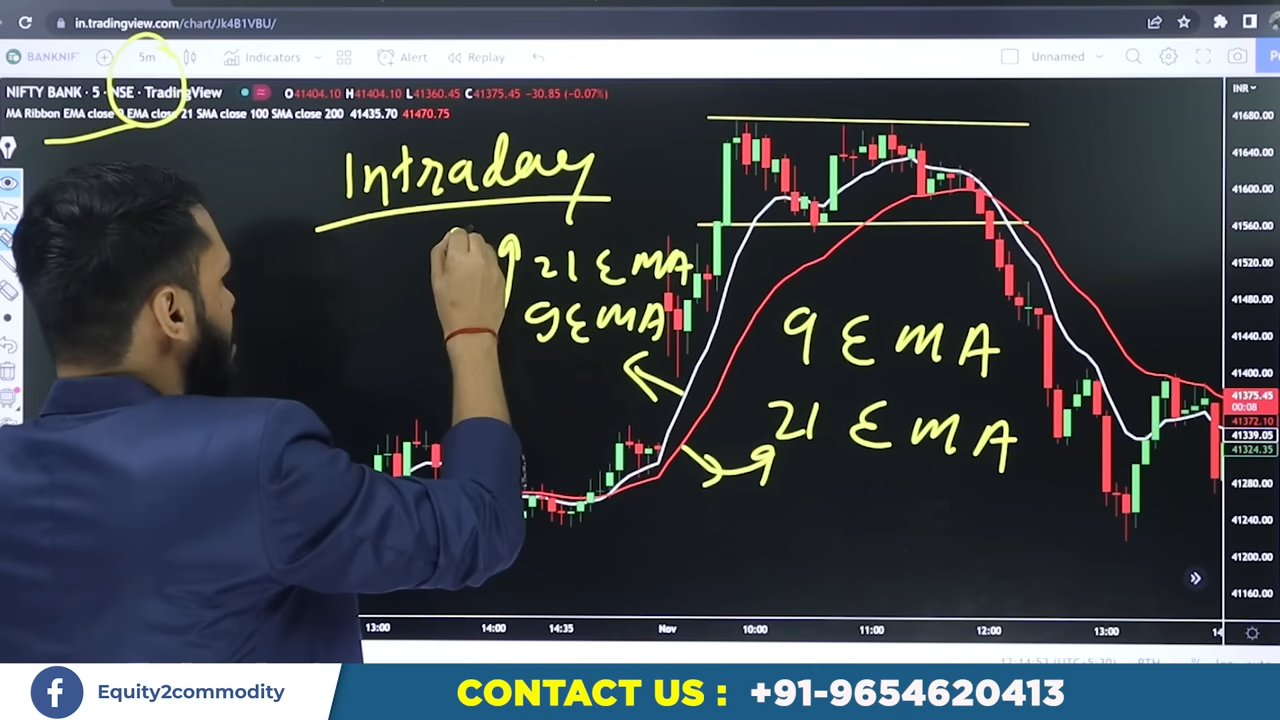 in.tradingview.com/chart/Jk4B1VBU/
BANKNIF 5m Indicators Alert Replay Unnamed
NIFTY BANK · 5 · NSE · TradingView O41404.10 H41404.10 L41360.45 C41375.45 −30.85 (−0.07%)
MA Ribbon EMA close 9 EMA close 21 SMA close 100 SMA close 200 41435.70 41470.75
INR
41680.00
41640.00
41600.00
41560.00
41520.00
41480.00
41440.00
41400.00
41375.45
00:08
41372.10
41339.05
41324.35
41280.00
41240.00
41200.00
41160.00
Intraday
21 EMA
9 EMA
9 EMA
21 EMA
13:00 14:00 14:35 Nov 10:00 11:00 12:00 13:00 14
Equity2commodity
CONTACT US : +91-9654620413